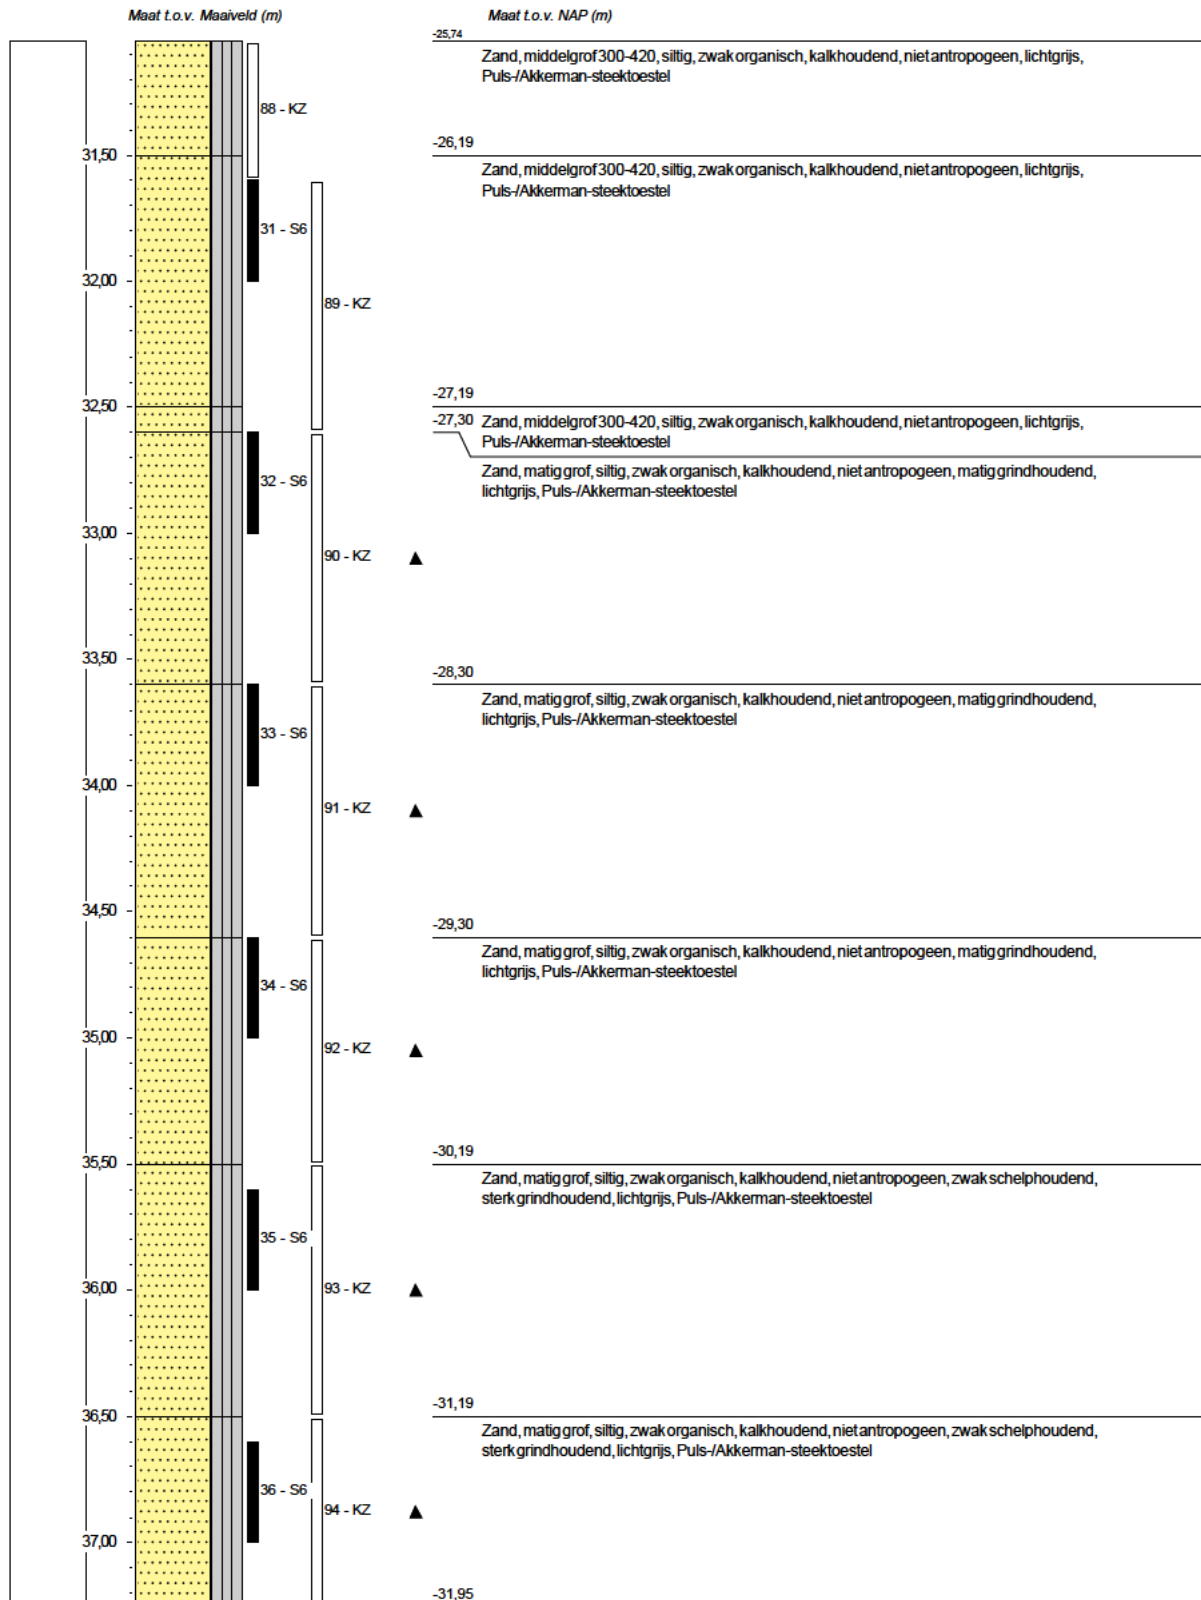 Maat t.o.v. Maaiveld (m)
Maat t.o.v. NAP (m)
-25,74
Zand, middelgrof 300-420, siltig, zwak organisch, kalkhoudend, niet antropogeen, lichtgrijs,
Puls-/Akkerman-steektoestel
88 - KZ
-26,19
31,50
Zand, middelgrof 300-420, siltig, zwak organisch, kalkhoudend, niet antropogeen, lichtgrijs,
Puls-/Akkerman-steektoestel
31 - S6
32,00
89 - KZ
-27,19
32,50
-27,30
Zand, middelgrof 300-420, siltig, zwak organisch, kalkhoudend, niet antropogeen, lichtgrijs,
Puls-/Akkerman-steektoestel
Zand, matig grof, siltig, zwak organisch, kalkhoudend, niet antropogeen, matig grindhoudend,
lichtgrijs, Puls-/Akkerman-steektoestel
32 - S6
33,00
90 - KZ
33,50
-28,30
Zand, matig grof, siltig, zwak organisch, kalkhoudend, niet antropogeen, matig grindhoudend,
lichtgrijs, Puls-/Akkerman-steektoestel
33 - S6
34,00
91 - KZ
34,50
-29,30
Zand, matig grof, siltig, zwak organisch, kalkhoudend, niet antropogeen, matig grindhoudend,
lichtgrijs, Puls-/Akkerman-steektoestel
34 - S6
35,00
92 - KZ
-30,19
35,50
Zand, matig grof, siltig, zwak organisch, kalkhoudend, niet antropogeen, zwak schelphoudend,
sterk grindhoudend, lichtgrijs, Puls-/Akkerman-steektoestel
35 - S6
36,00
93 - KZ
-31,19
36,50
Zand, matig grof, siltig, zwak organisch, kalkhoudend, niet antropogeen, zwak schelphoudend,
sterk grindhoudend, lichtgrijs, Puls-/Akkerman-steektoestel
36 - S6
94 - KZ
37,00
-31,95